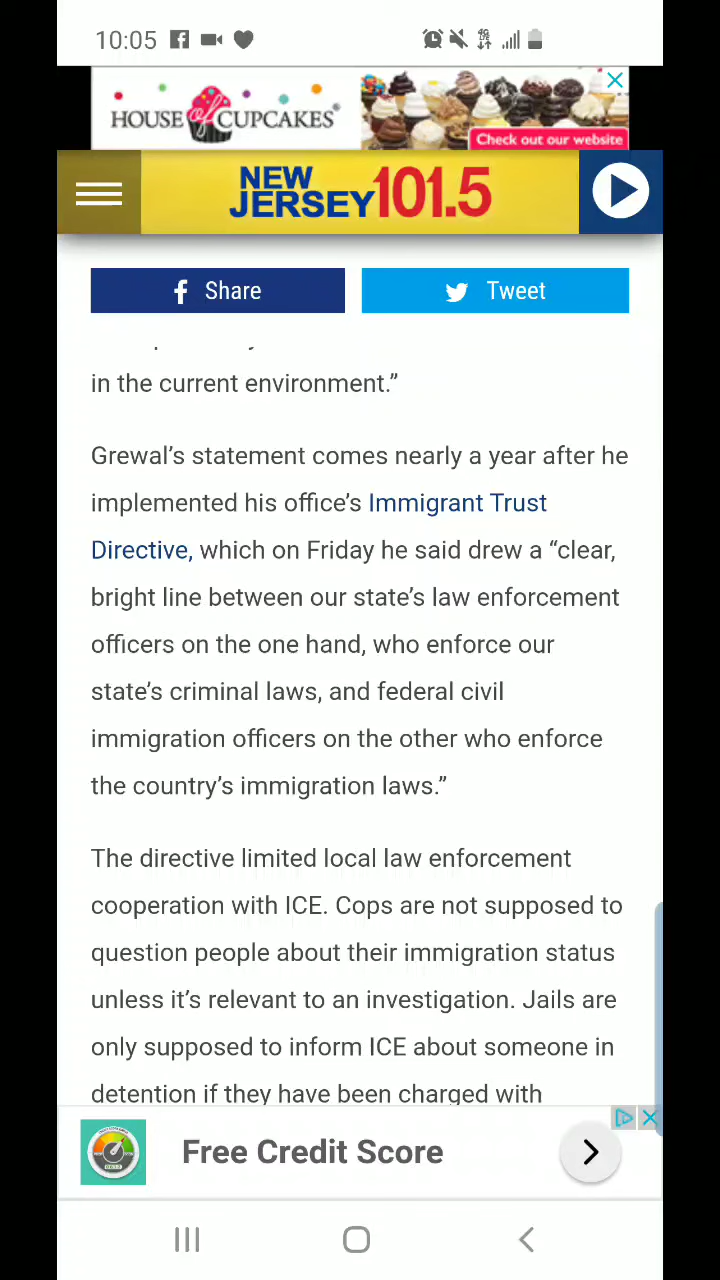 10:05
HOUSE of CUPCAKES
Check out our website
NEW JERSEY 101.5
Share
Tweet
in the current environment.”
Grewal’s statement comes nearly a year after he
implemented his office’s Immigrant Trust
Directive, which on Friday he said drew a “clear,
bright line between our state’s law enforcement
officers on the one hand, who enforce our
state’s criminal laws, and federal civil
immigration officers on the other who enforce
the country’s immigration laws.”
The directive limited local law enforcement
cooperation with ICE. Cops are not supposed to
question people about their immigration status
unless it’s relevant to an investigation. Jails are
only supposed to inform ICE about someone in
detention if they have been charged with
Free Credit Score